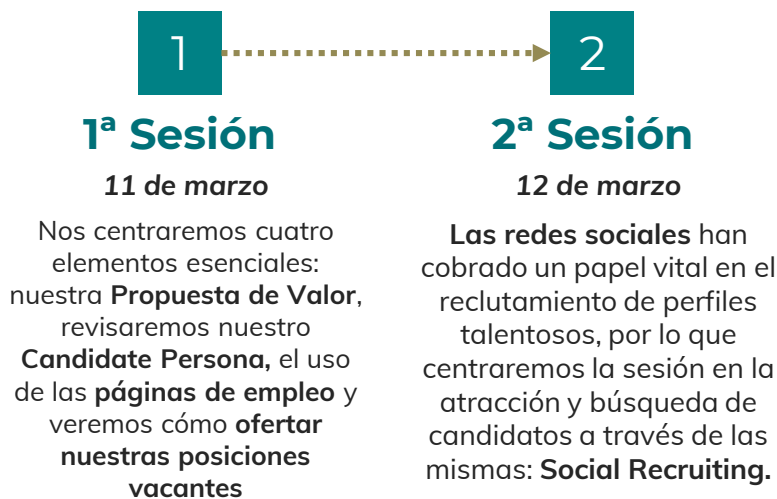 1
1ª Sesión
11 de marzo
Nos centraremos cuatro
elementos esenciales:
nuestra Propuesta de Valor,
revisaremos nuestro
Candidate Persona, el uso
de las páginas de empleo y
veremos cómo ofertar
nuestras posiciones
vacantes
2
2ª Sesión
12 de marzo
Las redes sociales han
cobrado un papel vital en el
reclutamiento de perfiles
talentosos, por lo que
centraremos la sesión en la
atracción y búsqueda de
candidatos a través de las
mismas: Social Recruiting.